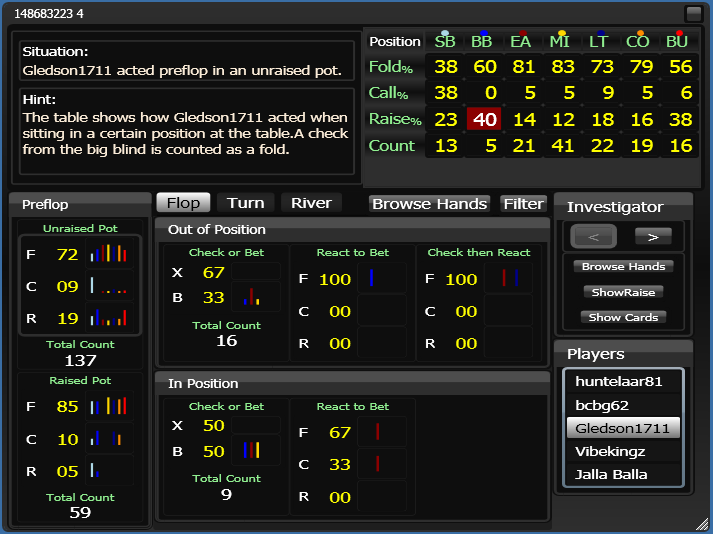 148683223 4
Situation:
Gledson1711 acted preflop in an unraised pot.
Hint:
The table shows how Gledson1711 acted when
sitting in a certain position at the table.A check
from the big blind is counted as a fold.
Position SB BB EA MI LT CO BU
Fold% 38 60 81 83 73 79 56
Call% 38 0 5 5 9 5 6
Raise% 23 40 14 12 18 16 38
Count 13 5 21 41 22 19 16
Preflop
Unraised Pot
F 72
C 09
R 19
Total Count
137
Raised Pot
F 85
C 10
R 05
Total Count
59
Flop Turn River Browse Hands Filter
Out of Position
Check or Bet
X 67
B 33
Total Count
16
React to Bet
F 100
C 00
R 00
Check then React
F 100
C 00
R 00
In Position
Check or Bet
X 50
B 50
Total Count
9
React to Bet
F 67
C 33
R 00
Investigator
< >
Browse Hands
ShowRaise
Show Cards
Players
huntelaar81
bcbg62
Gledson1711
Vibekingz
Jalla Balla